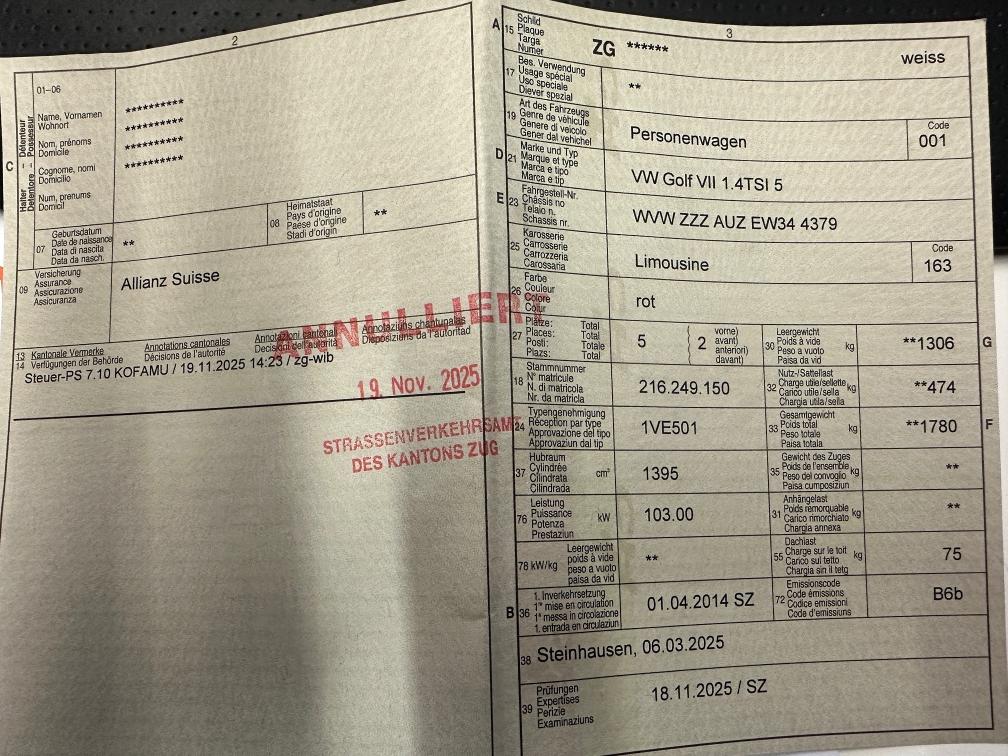 2
C
Halter – Détenteur
Detentore – Possessur
01–06
Name, Vornamen
Wohnort
Nom, prénoms
Domicile
Cognome, nomi
Domicilio
Num, prenums
Domicil
**********
**********
**********
**********
07
Geburtsdatum
Date de naissance
Data di nascita
Data da nasch.
**
08
Heimatstaat
Pays d'origine
Paese d'origine
Stadi d'origin
**
09
Versicherung
Assurance
Assicurazione
Assicuranza
Allianz Suisse
13 Kantonale Vermerke
14 Verfügungen der Behörde
Annotations cantonales
Décisions de l'autorité
Annotazioni cantonali
Decisioni dell'autorità
Annotaziuns chantunalas
Disposiziuns da l'autoritad
Steuer-PS 7.10 KOFAMU / 19.11.2025 14:23 / zg-wib
ANNULLIERT
19. Nov. 2025
STRASSENVERKEHRSAMT
DES KANTONS ZUG
3
A
15
Schild
Plaque
Targa
Numer
ZG ******
weiss
17
Bes. Verwendung
Usage spécial
Uso speciale
Diever spezial
**
19
Art des Fahrzeugs
Genre de véhicule
Genere di veicolo
Gener dal vehichel
Personenwagen
Code
001
D
21
Marke und Typ
Marque et type
Marca e tipo
Marca e tip
VW Golf VII 1.4TSI 5
E
23
Fahrgestell-Nr.
Châssis no
Telaio n.
Schassis nr.
WVW ZZZ AUZ EW34 4379
25
Karosserie
Carrosserie
Carrozzeria
Carossaria
Limousine
Code
163
26
Farbe
Couleur
Colore
Colur
rot
27
Plätze: Total
Places: Total
Posti: Totale
Plazs: Total
5
2
vorne)
avant)
anteriori)
davant)
30
Leergewicht
Poids à vide
Peso a vuoto
Paisa da vid
kg
**1306
G
18
Stammnummer
N° matricule
N. di matricola
Nr. da matricla
216.249.150
32
Nutz-/Sattellast
Charge utile/sellette
Carico utile/sella
Chargia utila/sella
kg
**474
24
Typengenehmigung
Réception par type
Approvazione del tipo
Approvaziun dal tip
1VE501
33
Gesamtgewicht
Poids total
Peso totale
Paisa totala
kg
**1780
F
37
Hubraum
Cylindrée
Cilindrata
Cilindrada
cm³
1395
35
Gewicht des Zuges
Poids de l'ensemble
Peso del convoglio
Paisa cumposiziun
kg
**
76
Leistung
Puissance
Potenza
Prestaziun
kW
103.00
31
Anhängelast
Poids remorquable
Carico rimorchiato
Chargia annexa
kg
**
78 kW/kg
Leergewicht
poids à vide
peso a vuoto
paisa da vid
**
55
Dachlast
Charge sur le toit
Carico sul tetto
Chargia sin il tetg
kg
75
B
36
1. Inverkehrsetzung
1re mise en circulation
1a messa in circolazione
1. entrada en circulaziun
01.04.2014 SZ
72
Emissionscode
Code émissions
Codice emissioni
Code d'emissiuns
B6b
38
Steinhausen, 06.03.2025
39
Prüfungen
Expertises
Perizie
Examinaziuns
18.11.2025 / SZ